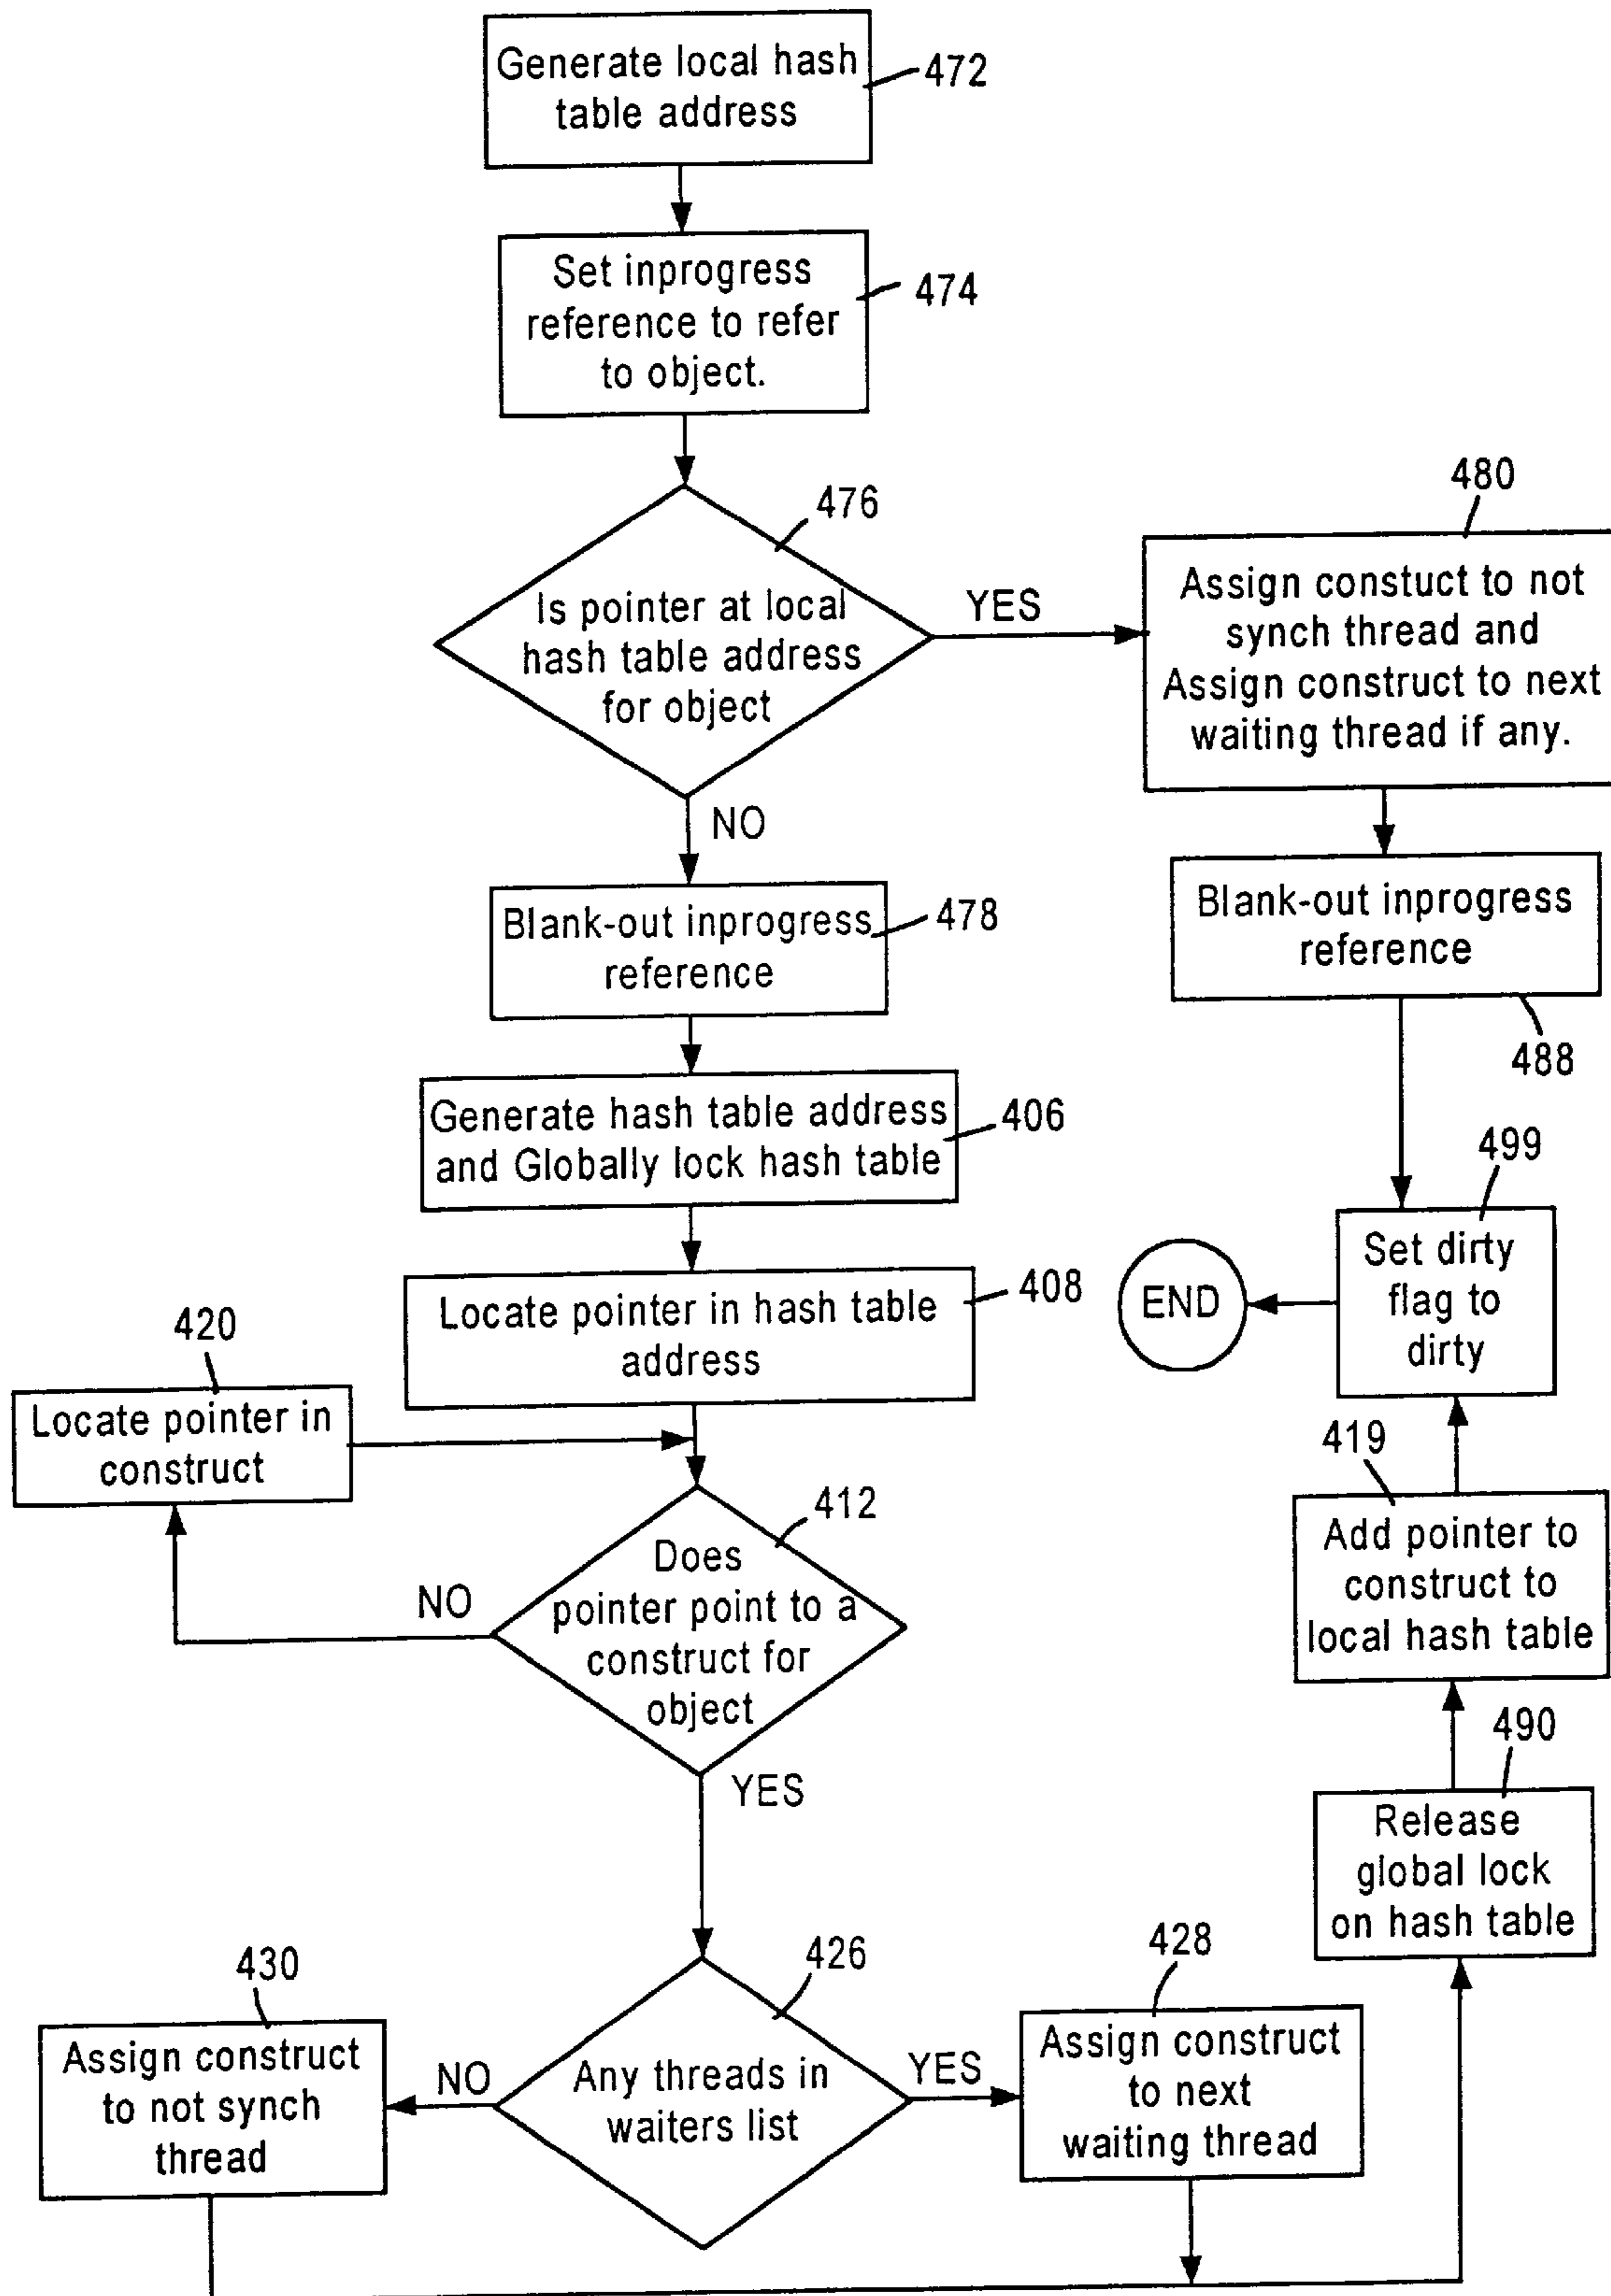 Generate local hash
table address
472
Set inprogress
reference to refer
to object.
474
476
Is pointer at local
hash table address
for object
YES
480
Assign constuct to not
synch thread and
Assign construct to next
waiting thread if any.
NO
Blank-out inprogress
reference
478
Blank-out inprogress
reference
488
Generate hash table address
and Globally lock hash table
406
499
Set dirty
flag to
dirty
END
Locate pointer in hash table
address
408
420
Locate pointer in
construct
412
Does
pointer point to a
construct for
object
NO
YES
419
Add pointer to
construct to
local hash table
490
Release
global lock
on hash table
426
Any threads in
waiters list
NO
YES
430
Assign construct
to not synch
thread
428
Assign construct
to next
waiting thread